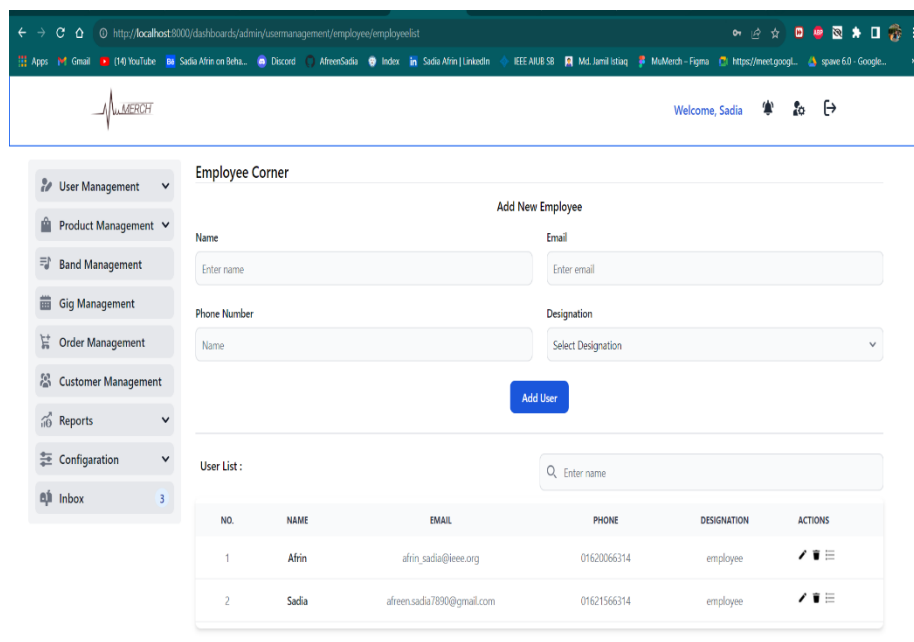 http://localhost:8000/dashboards/admin/usermanagement/employee/employeelist
Apps Gmail (14) YouTube Sadia Afrin on Beha... Discord AfreenSadia Index Sadia Afrin | LinkedIn IEEE AIUB SB Md. Jamil Istiaq MuMerch – Figma https://meet.googl... spave 6.0 - Google...
MERCH
Welcome, Sadia
User Management
Product Management
Band Management
Gig Management
Order Management
Customer Management
Reports
Configaration
Inbox 3
Employee Corner
Add New Employee
Name Email
Enter name Enter email
Phone Number Designation
Name Select Designation
Add User
User List :
Enter name
NO. NAME EMAIL PHONE DESIGNATION ACTIONS
1 Afrin afrin_sadia@ieee.org 01620066314 employee
2 Sadia afreen.sadia7890@gmail.com 01621566314 employee